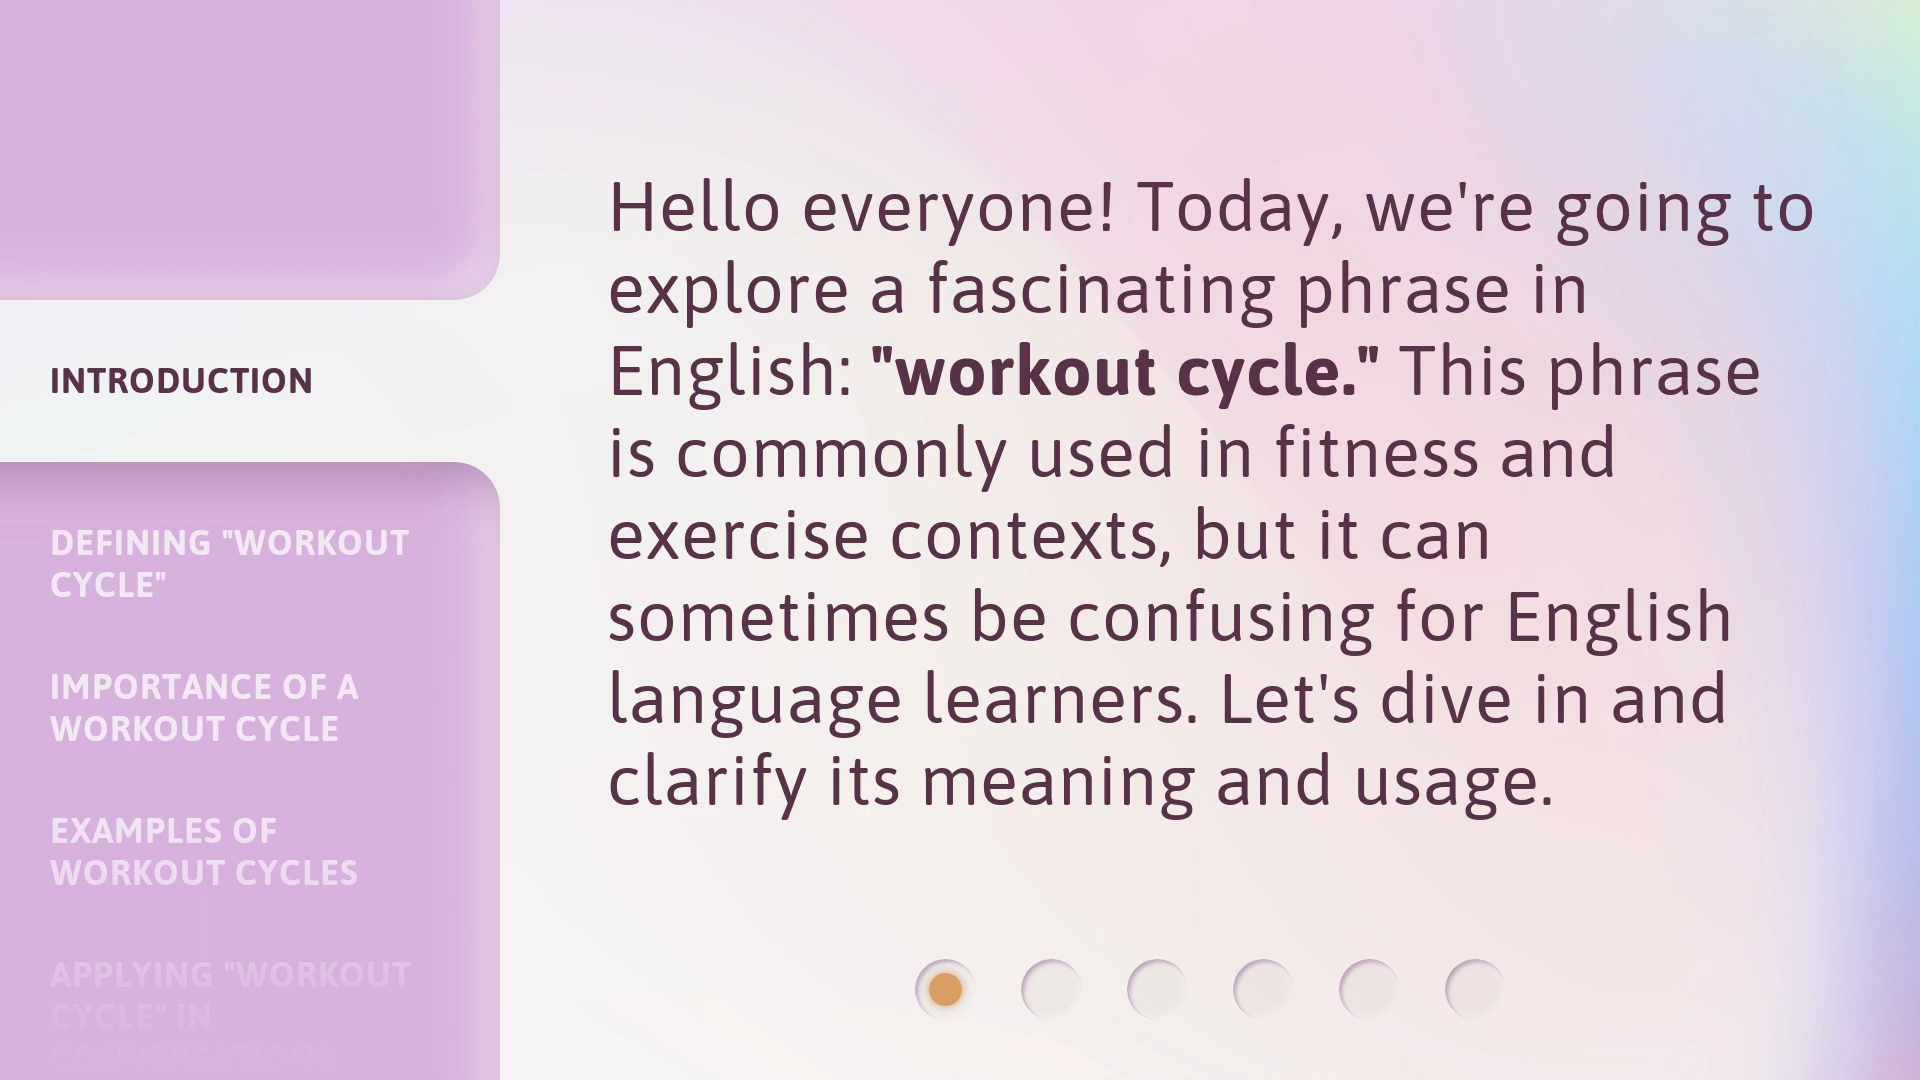 INTRODUCTION
DEFINING "WORKOUT
CYCLE"
IMPORTANCE OF A
WORKOUT CYCLE
EXAMPLES OF
WORKOUT CYCLES
APPLYING "WORKOUT
CYCLE" IN
CONVERSATIONS
Hello everyone! Today, we're going to
explore a fascinating phrase in
English: "workout cycle." This phrase
is commonly used in fitness and
exercise contexts, but it can
sometimes be confusing for English
language learners. Let's dive in and
clarify its meaning and usage.